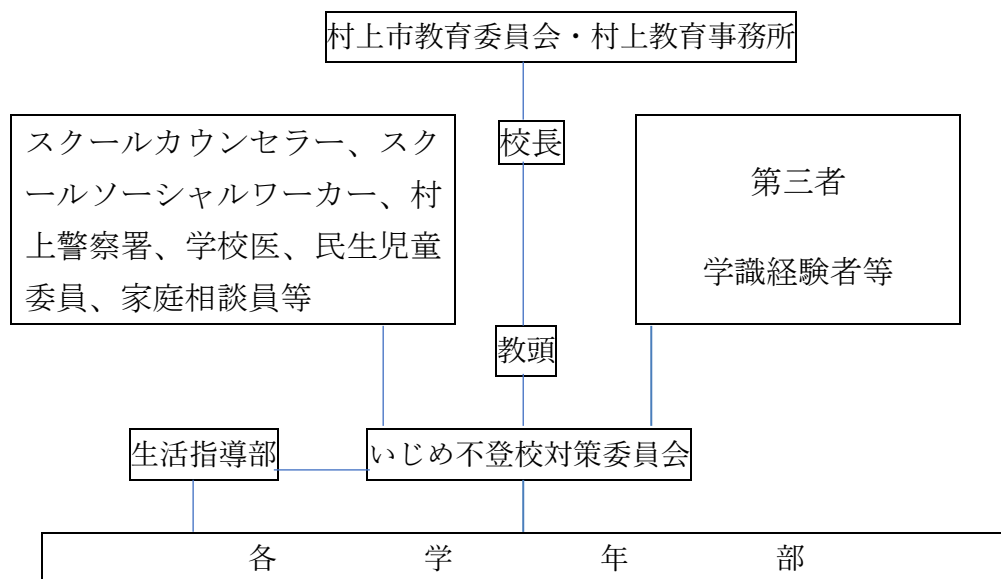 村上市教育委員会・村上教育事務所
校長
スクールカウンセラー、スク
ールソーシャルワーカー、村
上警察署、学校医、民生児童
委員、家庭相談員等
第三者
学識経験者等
教頭
生活指導部
いじめ不登校対策委員会
各学年部